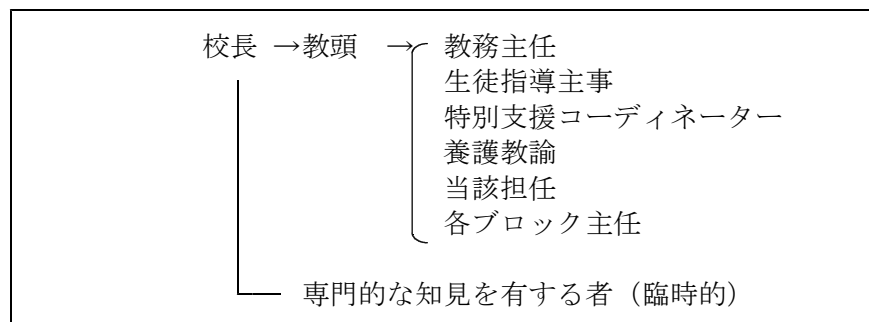 校長 →教頭 → 教務主任
生徒指導主事
特別支援コーディネーター
養護教諭
当該担任
各ブロック主任
専門的な知見を有する者（臨時的）